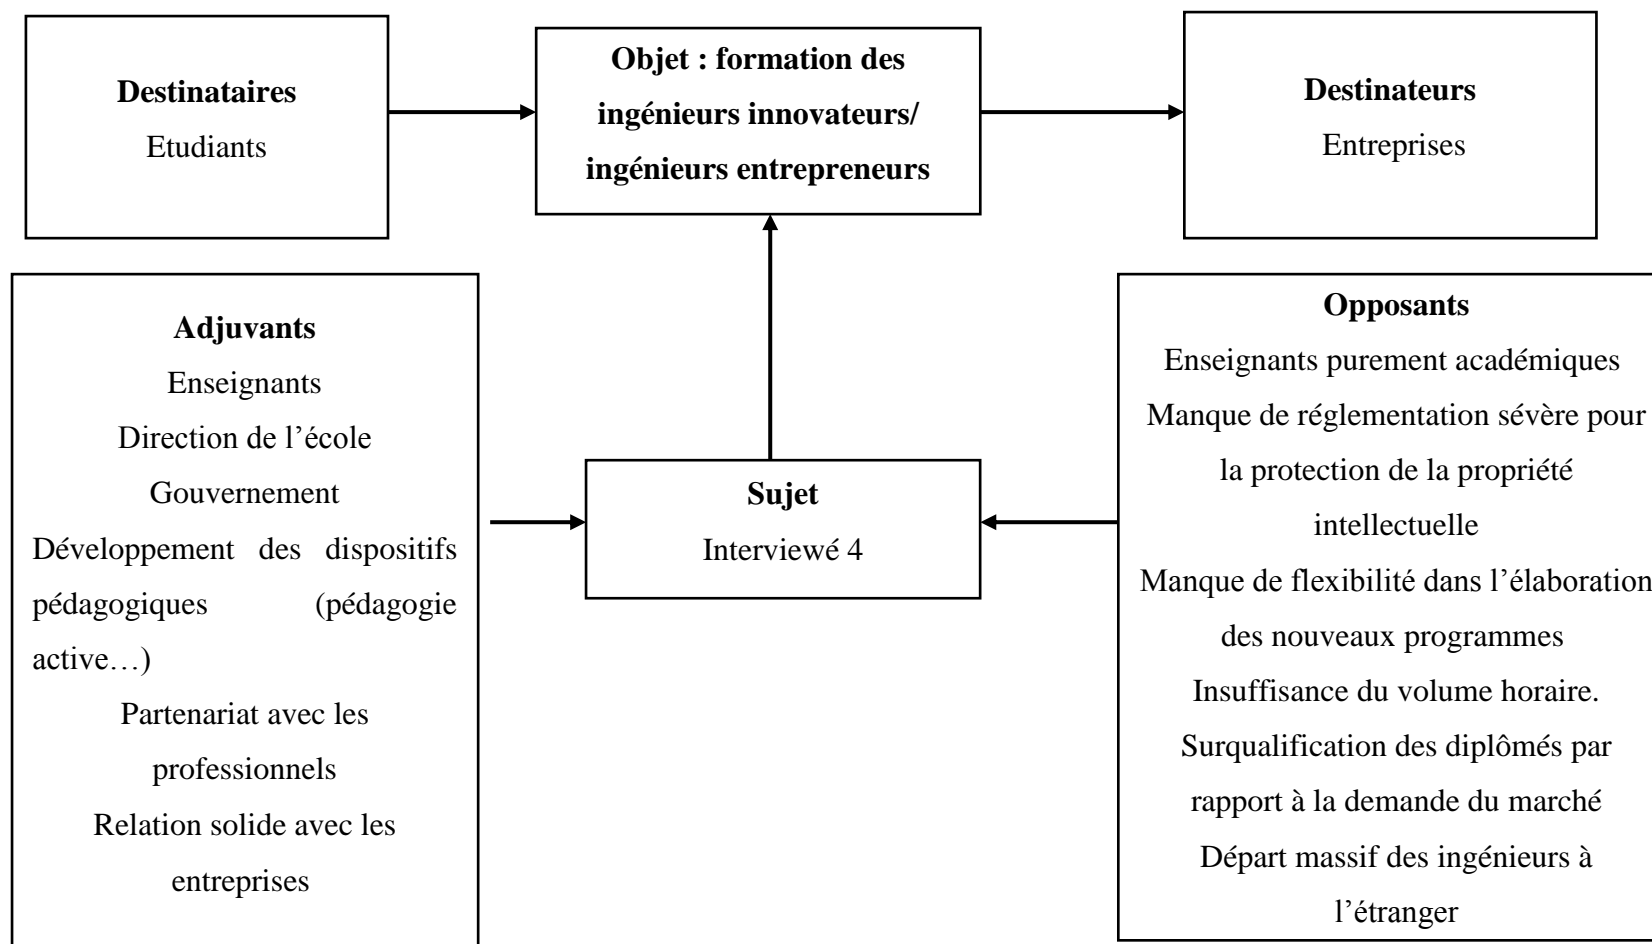 Destinataires
Etudiants
Objet : formation des
ingénieurs innovateurs/
ingénieurs entrepreneurs
Destinateurs
Entreprises
Adjuvants
Enseignants
Direction de l’école
Gouvernement
Développement des dispositifs
pédagogiques (pédagogie
active…)
Partenariat avec les
professionnels
Relation solide avec les
entreprises
Sujet
Interviewé 4
Opposants
Enseignants purement académiques
Manque de réglementation sévère pour
la protection de la propriété
intellectuelle
Manque de flexibilité dans l’élaboration
des nouveaux programmes
Insuffisance du volume horaire.
Surqualification des diplômés par
rapport à la demande du marché
Départ massif des ingénieurs à
l’étranger